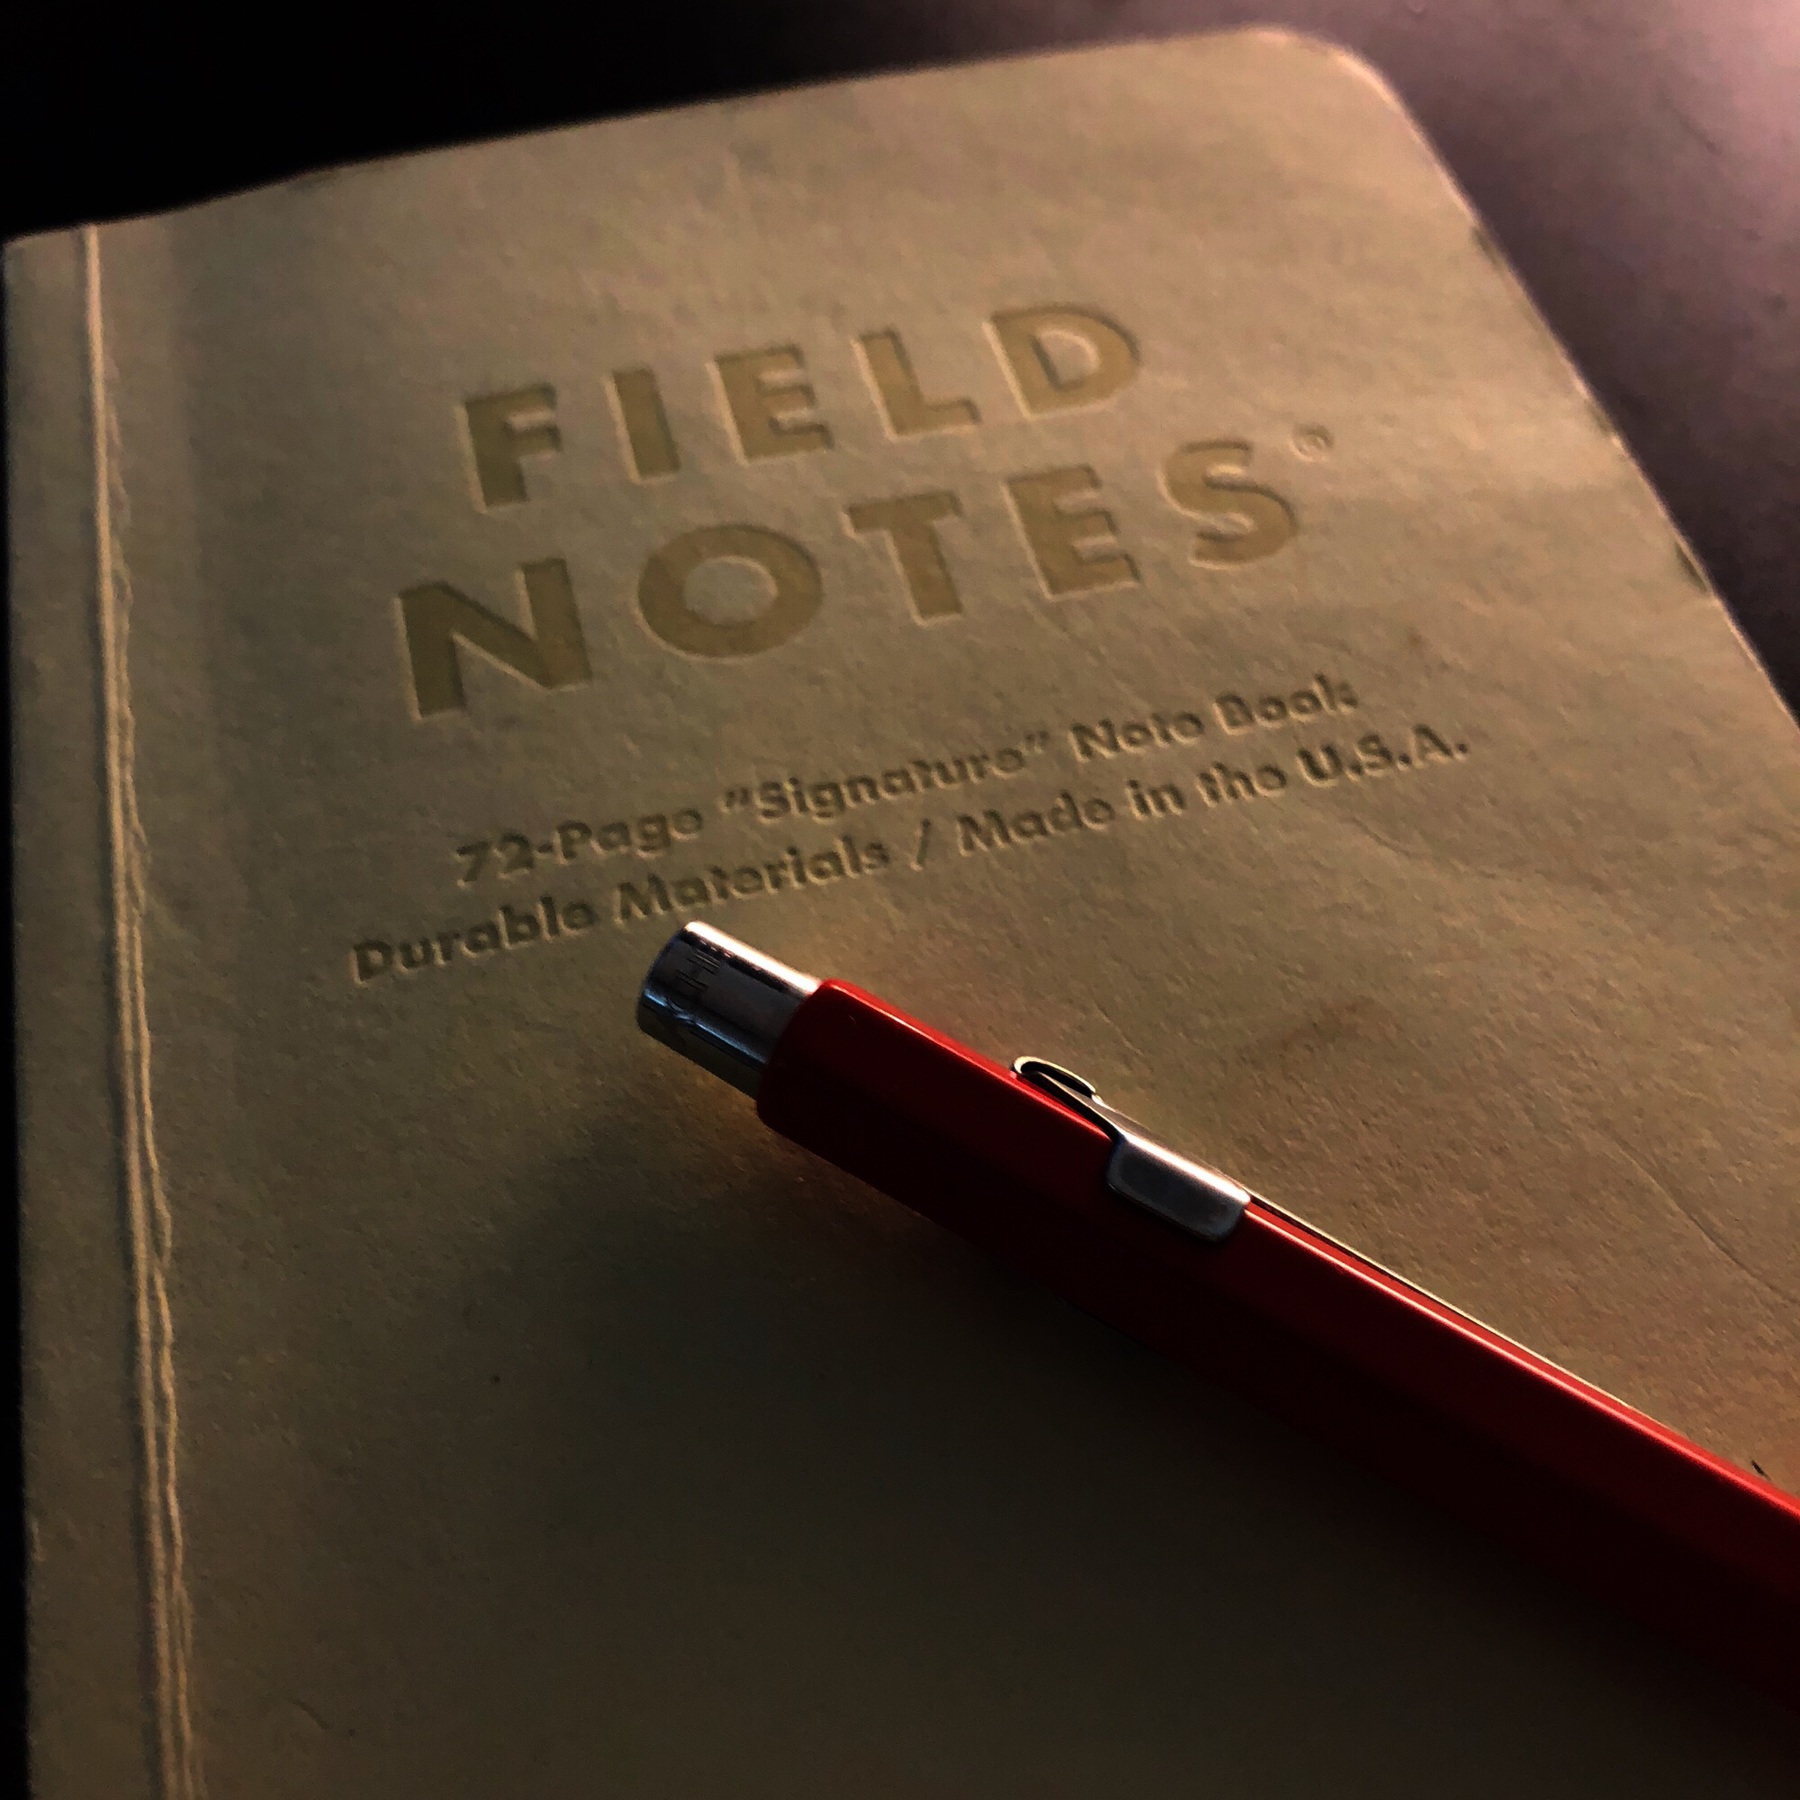 FIELD
NOTES®
72-Page "Signature" Note Book
Durable Materials / Made in the U.S.A.